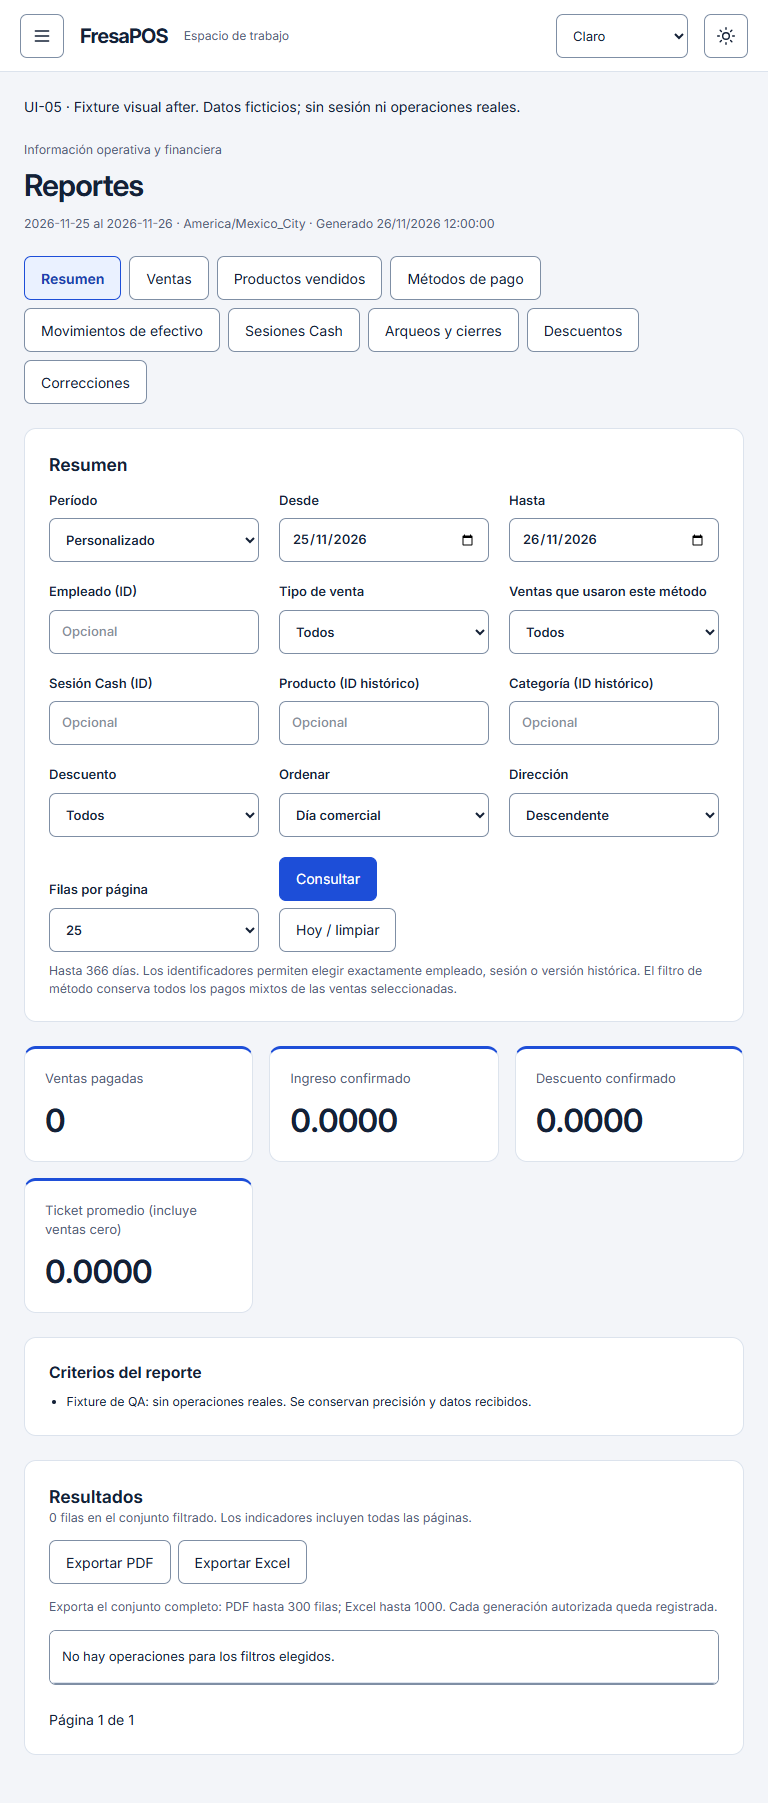 FresaPOS
Espacio de trabajo
Claro
UI-05 · Fixture visual after. Datos ficticios; sin sesión ni operaciones reales.
Información operativa y financiera
Reportes
2026-11-25 al 2026-11-26 · America/Mexico_City · Generado 26/11/2026 12:00:00
Resumen
Ventas
Productos vendidos
Métodos de pago
Movimientos de efectivo
Sesiones Cash
Arqueos y cierres
Descuentos
Correcciones
Resumen
Período
Desde
Hasta
Personalizado
25/11/2026
26/11/2026
Empleado (ID)
Tipo de venta
Ventas que usaron este método
Opcional
Todos
Todos
Sesión Cash (ID)
Producto (ID histórico)
Categoría (ID histórico)
Opcional
Opcional
Opcional
Descuento
Ordenar
Dirección
Todos
Día comercial
Descendente
Filas por página
Consultar
25
Hoy / limpiar
Hasta 366 días. Los identificadores permiten elegir exactamente empleado, sesión o versión histórica. El filtro de
método conserva todos los pagos mixtos de las ventas seleccionadas.
Ventas pagadas
0
Ingreso confirmado
0.0000
Descuento confirmado
0.0000
Ticket promedio (incluye
ventas cero)
0.0000
Criterios del reporte
• Fixture de QA: sin operaciones reales. Se conservan precisión y datos recibidos.
Resultados
0 filas en el conjunto filtrado. Los indicadores incluyen todas las páginas.
Exportar PDF
Exportar Excel
Exporta el conjunto completo: PDF hasta 300 filas; Excel hasta 1000. Cada generación autorizada queda registrada.
No hay operaciones para los filtros elegidos.
Página 1 de 1